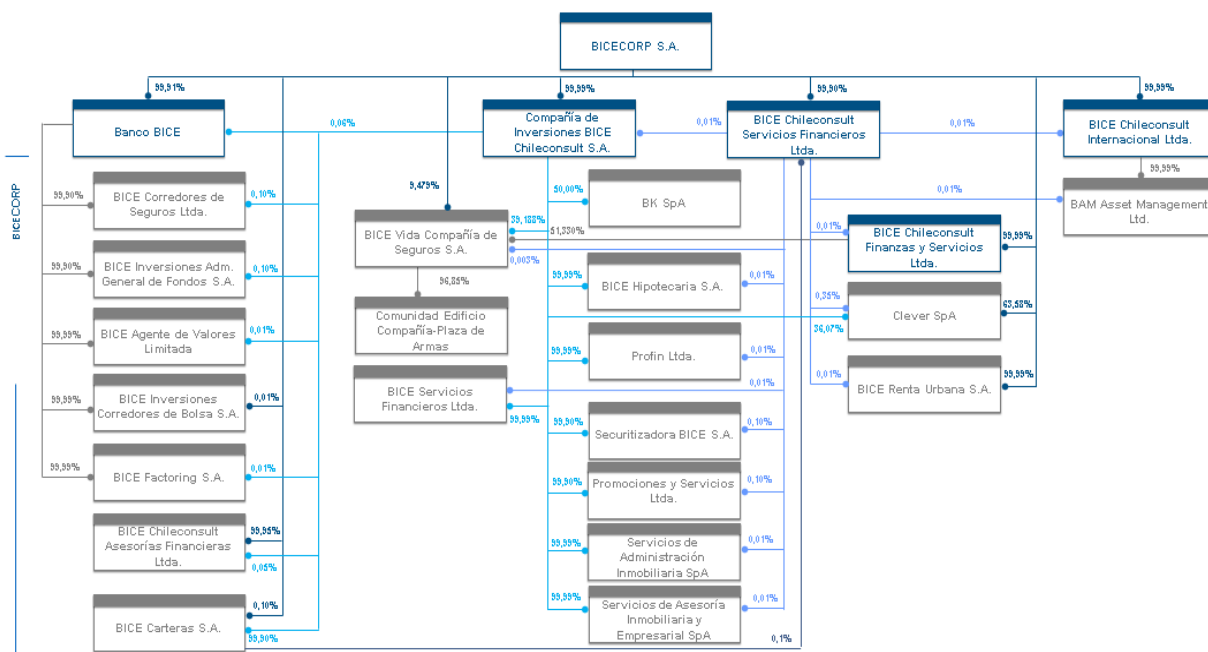 BICECORP S.A.
99,91%
99,99%
99,90%
99,99%
Banco BICE
0,06%
Compañía de
Inversiones BICE
Chileconsult S.A.
0,01%
BICE Chileconsult
Servicios Financieros
Ltda.
0,01%
BICE Chileconsult
Internacional Ltda.
99,99%
BICECORP
99,90%
BICE Corredores de
Seguros Ltda.
0,10%
9,479%
50,00%
BK SpA
0,01%
BAM Asset Management
Ltd.
39,188%
51,330%
BICE Vida Compañía de
Seguros S.A.
0,003%
0,01%
BICE Chileconsult
Finanzas y Servicios
Ltda.
99,99%
99,90%
BICE Inversiones Adm.
General de Fondos S.A.
0,10%
96,85%
99,99%
BICE Hipotecaria S.A.
0,01%
0,35%
36,07%
Clever SpA
63,58%
99,99%
BICE Agente de Valores
Limitada
0,01%
Comunidad Edificio
Compañía-Plaza de
Armas
99,99%
Profin Ltda.
0,01%
0,01%
BICE Renta Urbana S.A.
99,99%
99,99%
BICE Inversiones
Corredores de Bolsa S.A.
0,01%
BICE Servicios
Financieros Ltda.
0,01%
99,99%
99,90%
Securitizadora BICE S.A.
0,10%
99,99%
BICE Factoring S.A.
0,01%
99,90%
Promociones y Servicios
Ltda.
0,10%
BICE Chileconsult
Asesorías Financieras
Ltda.
99,95%
0,05%
99,99%
Servicios de
Administración
Inmobiliaria SpA
0,01%
BICE Carteras S.A.
0,10%
99,90%
99,99%
Servicios de Asesoría
Inmobiliaria y
Empresarial SpA
0,01%
0,1%